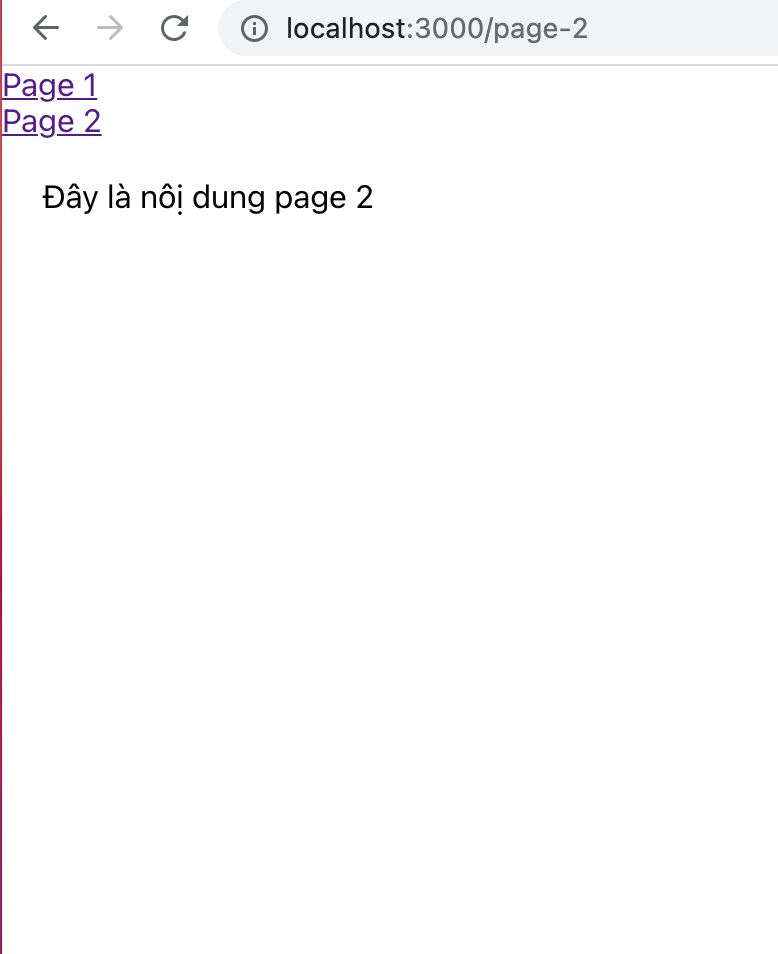 localhost:3000/page-2
Page 1
Page 2
Đây là nôị dung page 2